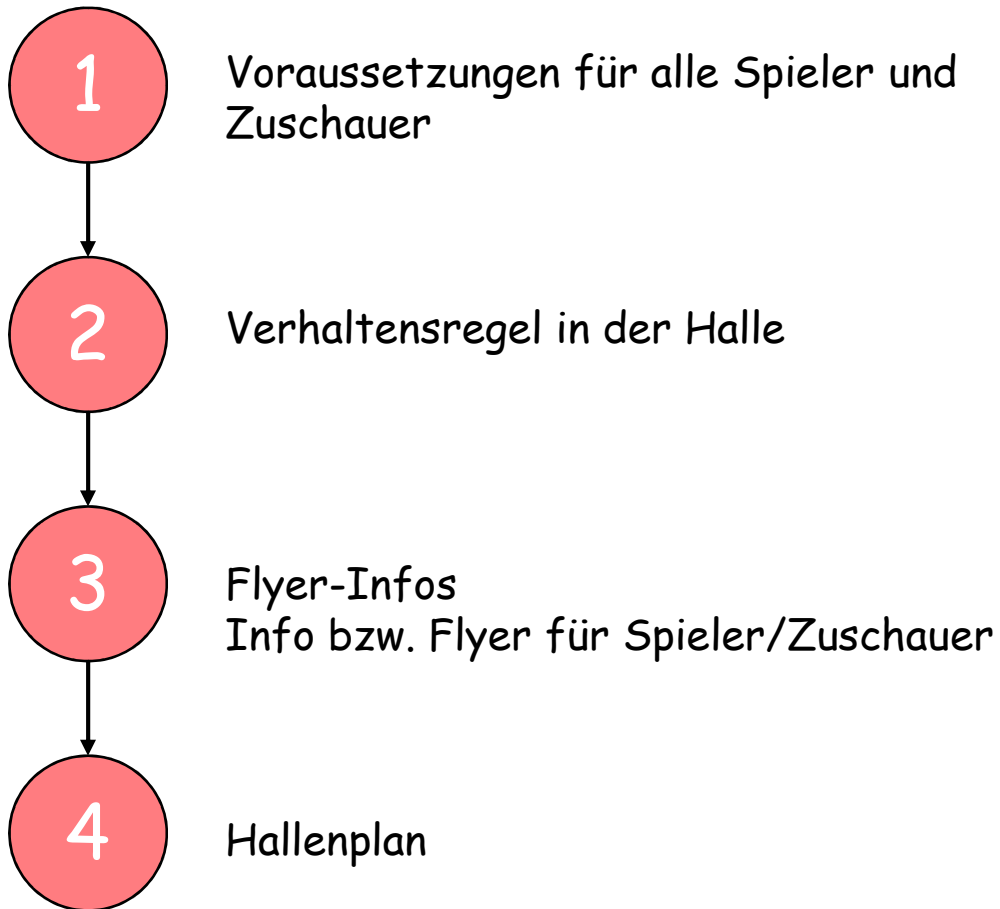 1
Voraussetzungen für alle Spieler und
Zuschauer
2
Verhaltensregel in der Halle
3
Flyer-Infos
Info bzw. Flyer für Spieler/Zuschauer
4
Hallenplan